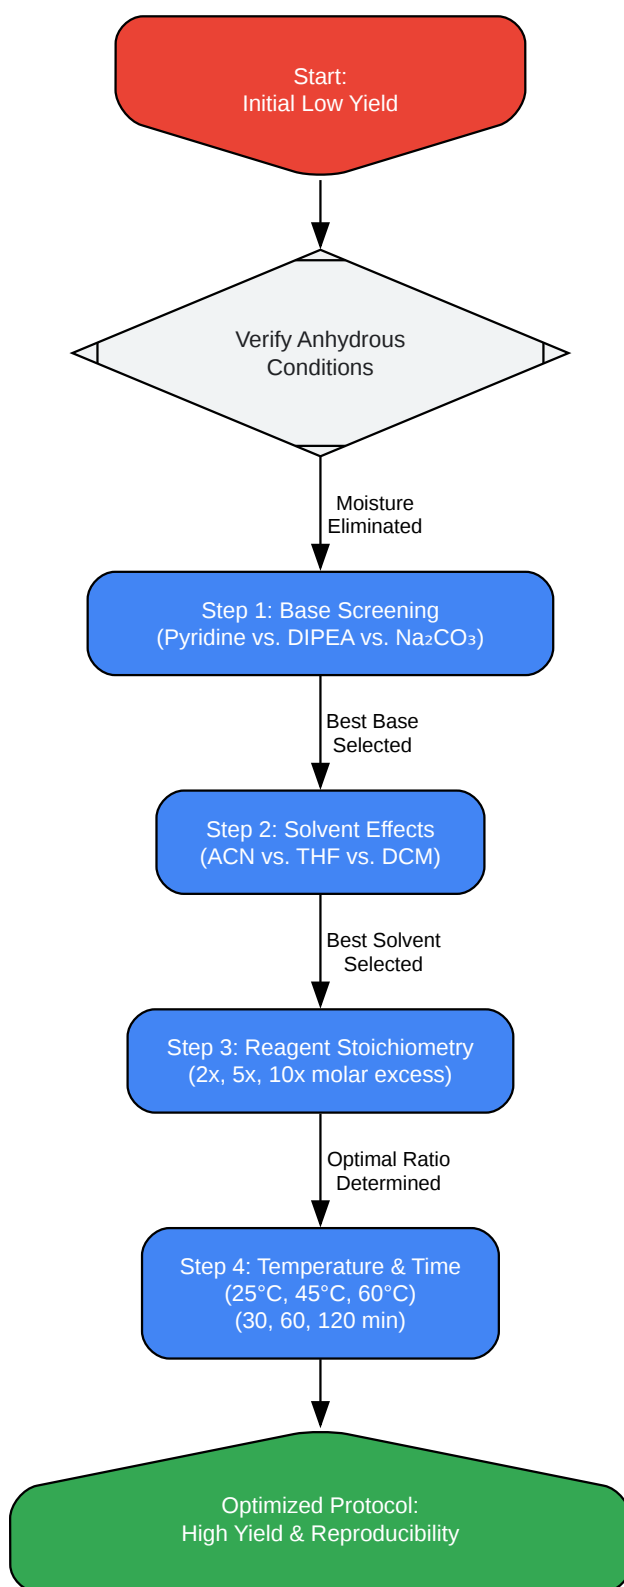 Start:
Initial Low Yield
Verify Anhydrous
Conditions
Moisture
Eliminated
Step 1: Base Screening
(Pyridine vs. DIPEA vs. Na₂CO₃)
Best Base
Selected
Step 2: Solvent Effects
(ACN vs. THF vs. DCM)
Best Solvent
Selected
Step 3: Reagent Stoichiometry
(2x, 5x, 10x molar excess)
Optimal Ratio
Determined
Step 4: Temperature & Time
(25°C, 45°C, 60°C)
(30, 60, 120 min)
Optimized Protocol:
High Yield & Reproducibility